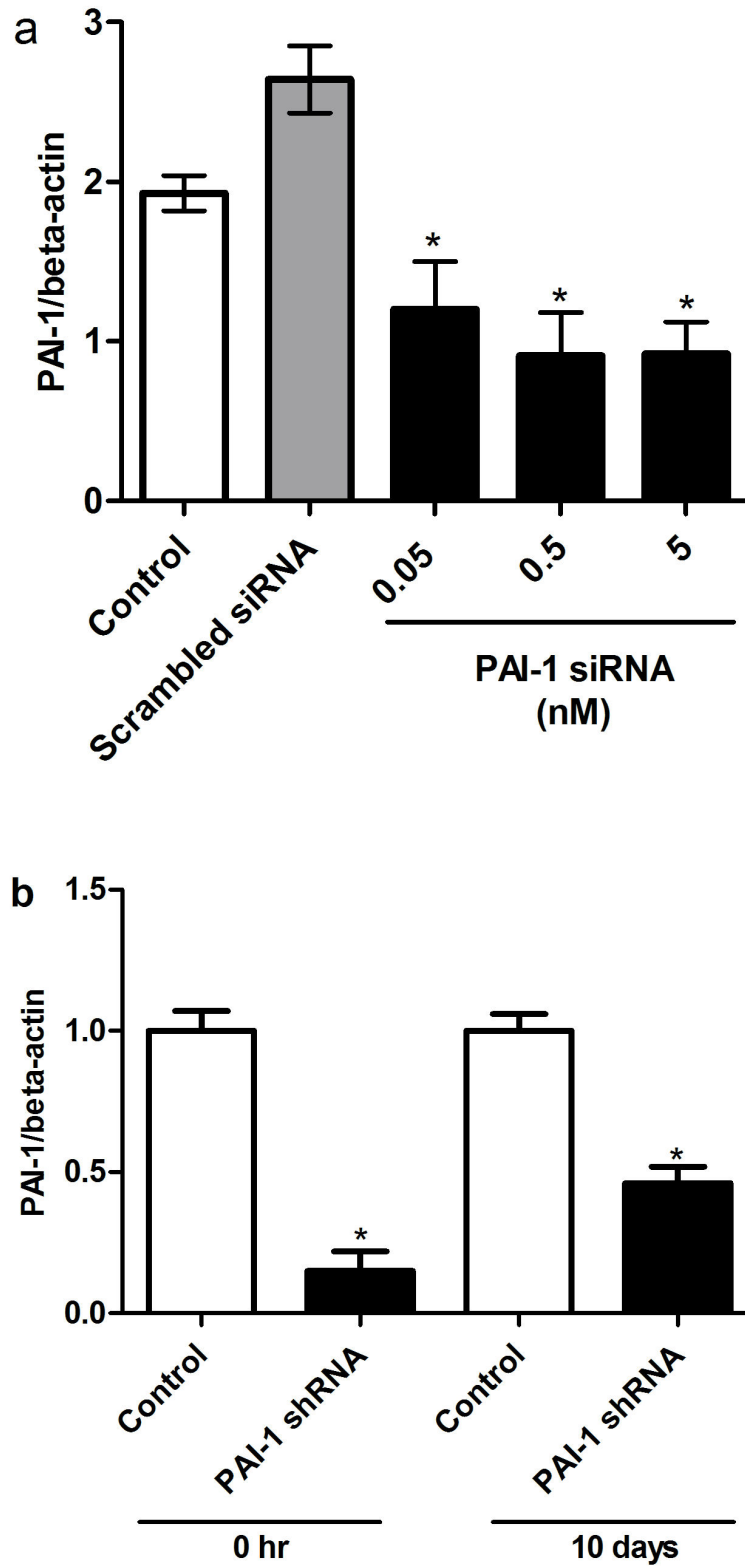 a
PAI-1/beta-actin
3
2
1
0
Control
Scrambled siRNA
0.05
0.5
5
* * *
PAI-1 siRNA
(nM)
b
PAI-1/beta-actin
1.5
1.0
0.5
0.0
* *
Control
PAI-1 shRNA
Control
PAI-1 shRNA
0 hr
10 days